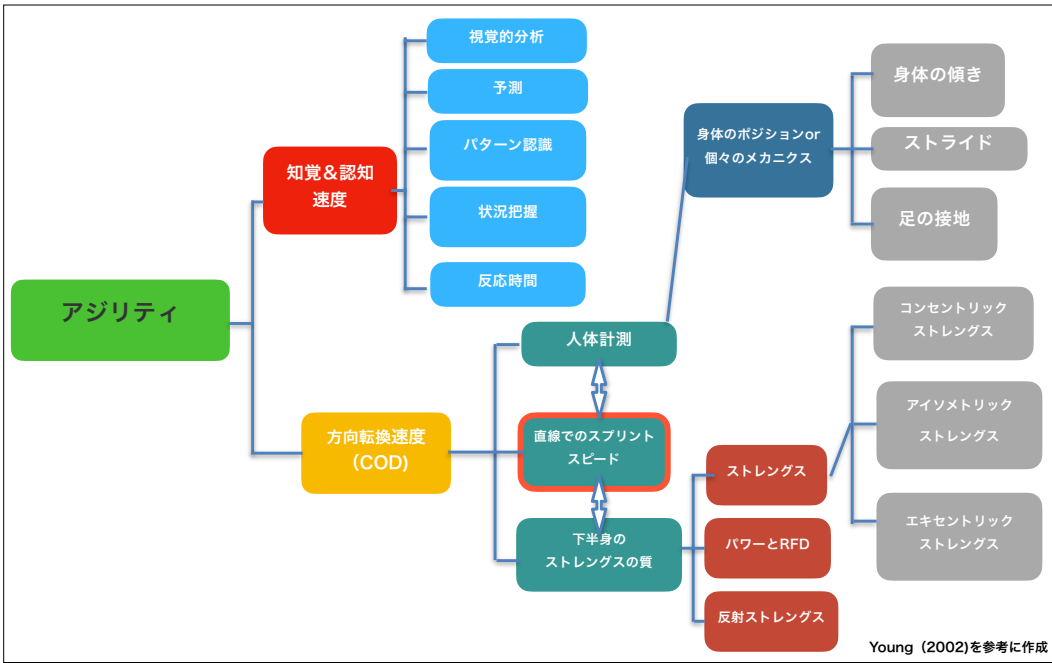 アジリティ
知覚&認知
速度
視覚的分析
予測
パターン認識
状況把握
反応時間
方向転換速度
（COD)
人体計測
直線でのスプリント
スピード
下半身の
ストレングスの質
身体のポジションor
個々のメカニクス
身体の傾き
ストライド
足の接地
ストレングス
パワーとRFD
反射ストレングス
コンセントリック
ストレングス
アイソメトリック
ストレングス
エキセントリック
ストレングス
Young（2002)を参考に作成